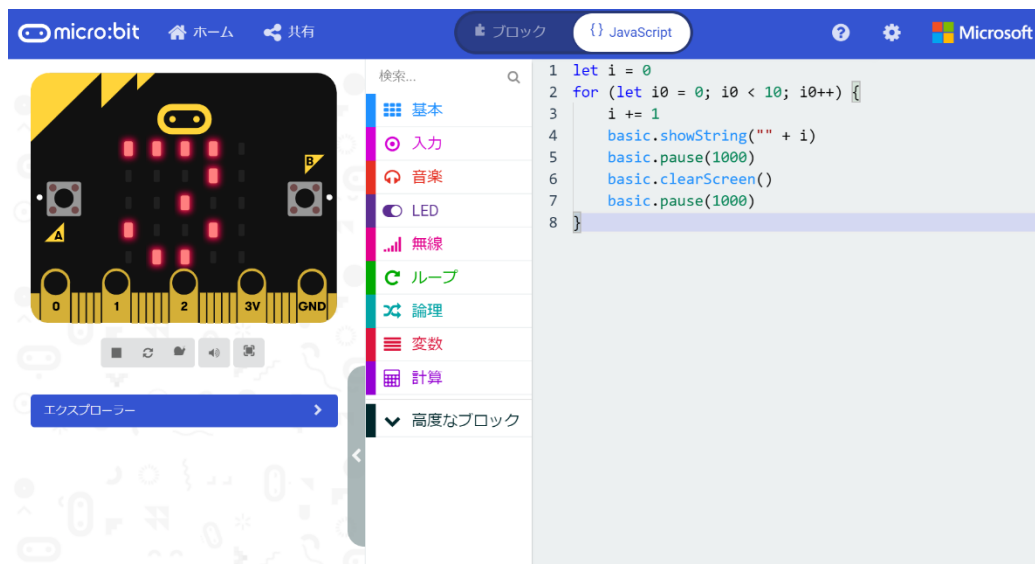 micro:bit ホーム 共有 ブロック {} JavaScript ? Microsoft
検索...
基本
入力
音楽
LED
無線
ループ
論理
変数
計算
高度なブロック
A
B
0 1 2 3V GND
エクスプローラー
1 let i = 0
2 for (let i0 = 0; i0 < 10; i0++) {
3 i += 1
4 basic.showString("" + i)
5 basic.pause(1000)
6 basic.clearScreen()
7 basic.pause(1000)
8 }